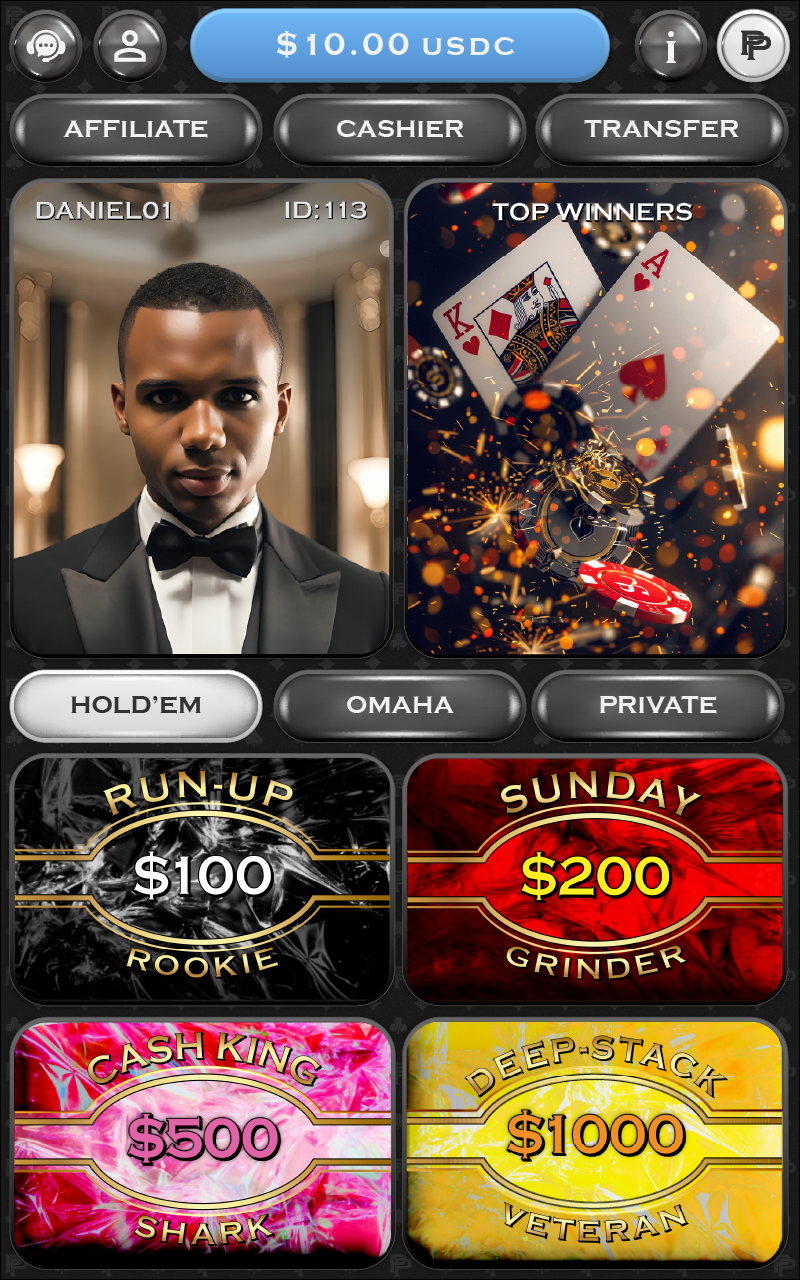 $10.00 USDC
i
PP
AFFILIATE
CASHIER
TRANSFER
DANIEL01
ID:113
TOP WINNERS
K
A
HOLD’EM
OMAHA
PRIVATE
RUN-UP
$100
ROOKIE
SUNDAY
$200
GRINDER
CASH KING
$500
SHARK
DEEP-STACK
$1000
VETERAN